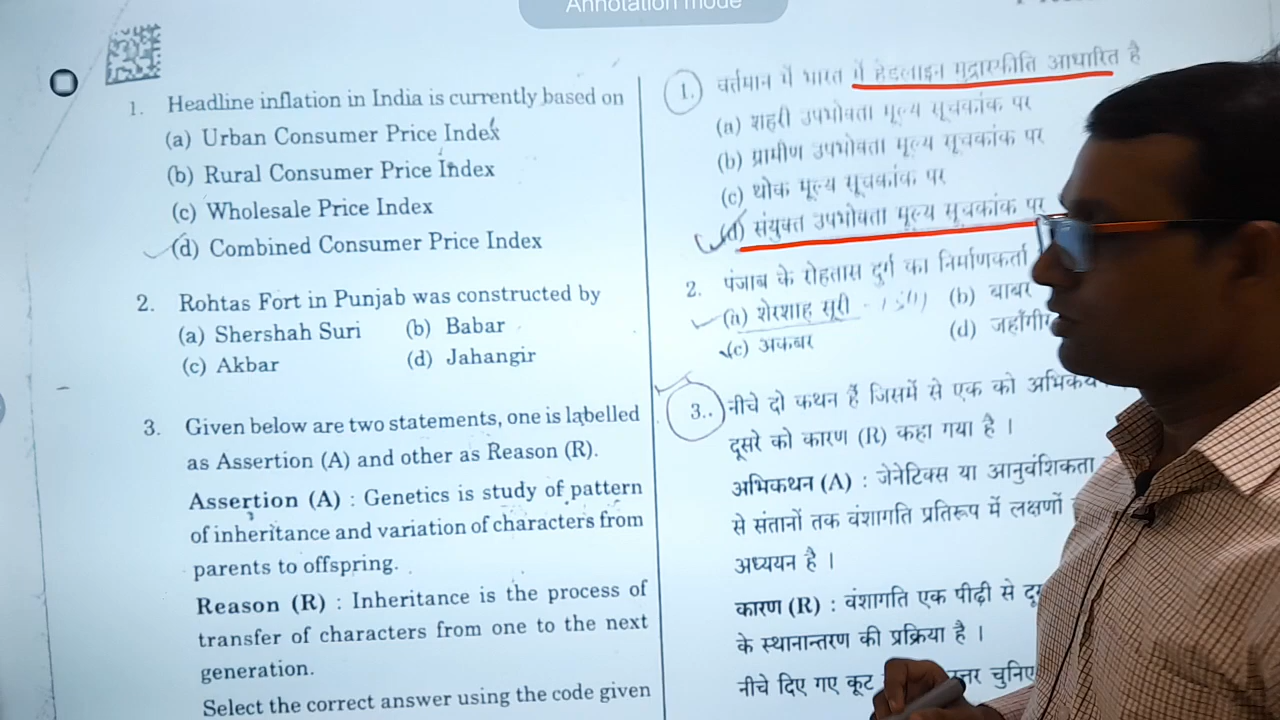 Annotation mode
1. Headline inflation in India is currently based on
(a) Urban Consumer Price Index
(b) Rural Consumer Price Index
(c) Wholesale Price Index
(d) Combined Consumer Price Index
2. Rohtas Fort in Punjab was constructed by
(a) Shershah Suri (b) Babar
(c) Akbar (d) Jahangir
3. Given below are two statements, one is labelled
as Assertion (A) and other as Reason (R).
Assertion (A) : Genetics is study of pattern
of inheritance and variation of characters from
parents to offspring.
Reason (R) : Inheritance is the process of
transfer of characters from one to the next
generation.
Select the correct answer using the code given
1. वर्तमान में भारत में हेडलाइन मुद्रास्फीति आधारित है
(a) शहरी उपभोक्ता मूल्य सूचकांक पर
(b) ग्रामीण उपभोक्ता मूल्य सूचकांक पर
(c) थोक मूल्य सूचकांक पर
(d) संयुक्त उपभोक्ता मूल्य सूचकांक पर
2. पंजाब के रोहतास दुर्ग का निर्माणकर्ता
(a) शेरशाह सूरी (b) बाबर
(c) अकबर (d) जहाँगीर
3. नीचे दो कथन हैं जिसमें से एक को
दूसरे को कारण (R) कहा गया है ।
अभिकथन (A) : जेनेटिक्स या आनुवंशिकता
से संतानों तक वंशागति प्रतिरूप में लक्षणों
अध्ययन है ।
कारण (R) : वंशागति एक पीढ़ी से
के स्थानान्तरण की प्रक्रिया है ।
नीचे दिए गए कूट चुनिए